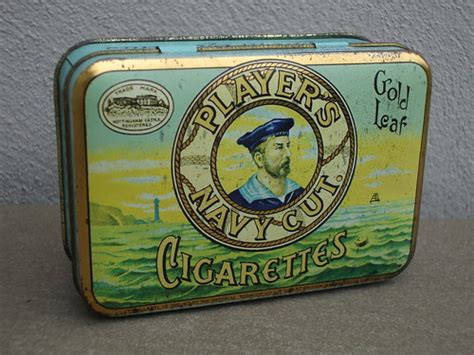 TRADE MARK
NOTTINGHAM CASTLE
REGISTERED
PLAYER'S
NAVY CUT.
Gold
Leaf
CIGARETTES